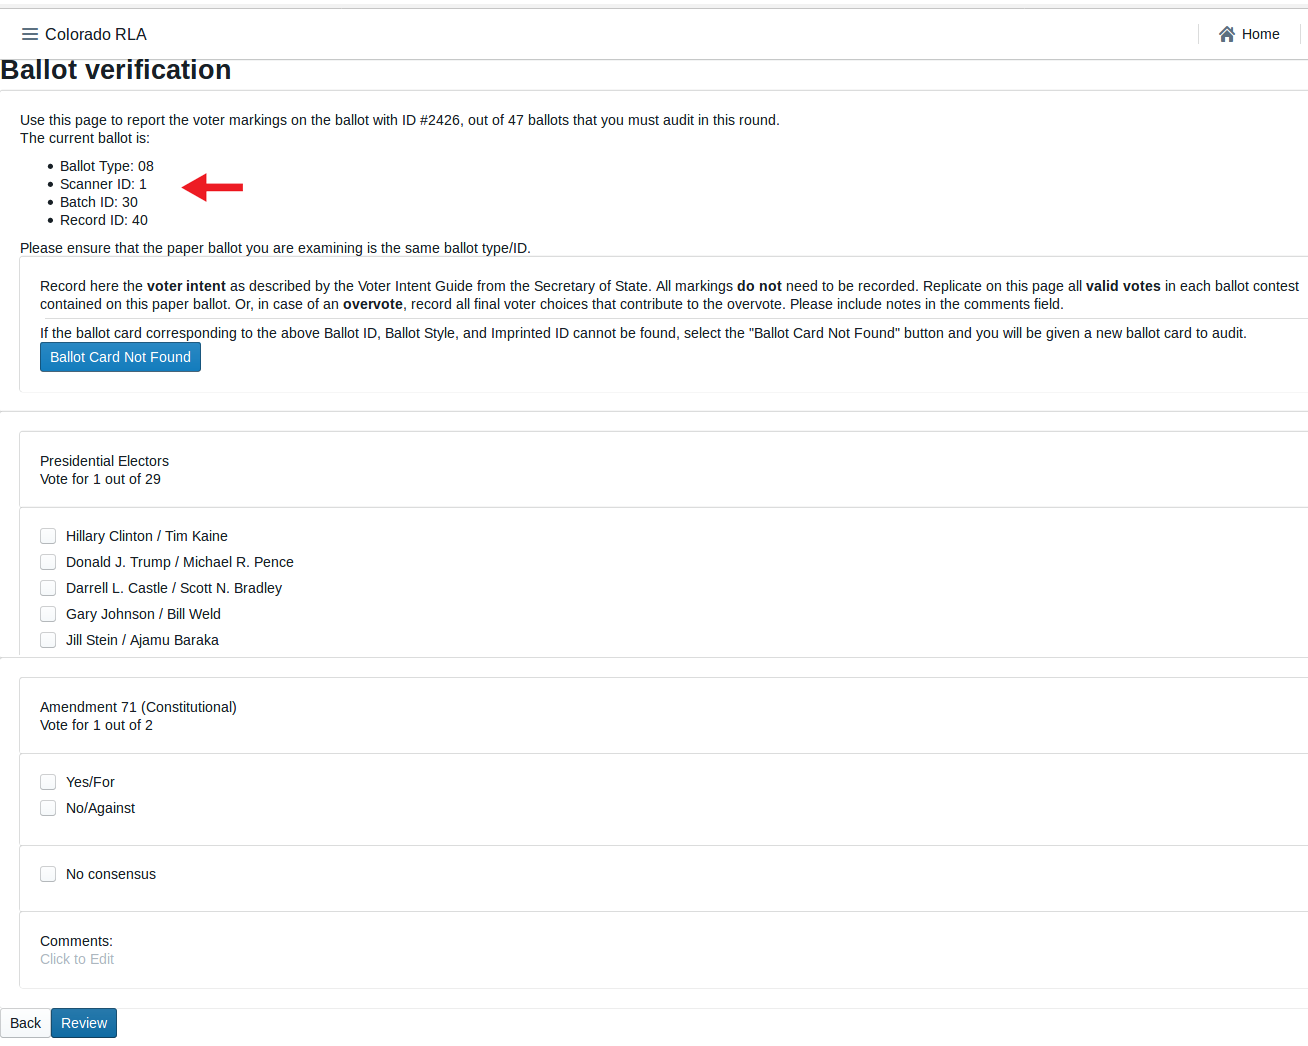 Colorado RLA
Home
Ballot verification
Use this page to report the voter markings on the ballot with ID #2426, out of 47 ballots that you must audit in this round.
The current ballot is:
Ballot Type: 08
Scanner ID: 1
Batch ID: 30
Record ID: 40
Please ensure that the paper ballot you are examining is the same ballot type/ID.
Record here the voter intent as described by the Voter Intent Guide from the Secretary of State. All markings do not need to be recorded. Replicate on this page all valid votes in each ballot contest
contained on this paper ballot. Or, in case of an overvote, record all final voter choices that contribute to the overvote. Please include notes in the comments field.
If the ballot card corresponding to the above Ballot ID, Ballot Style, and Imprinted ID cannot be found, select the "Ballot Card Not Found" button and you will be given a new ballot card to audit.
Ballot Card Not Found
Presidential Electors
Vote for 1 out of 29
Hillary Clinton / Tim Kaine
Donald J. Trump / Michael R. Pence
Darrell L. Castle / Scott N. Bradley
Gary Johnson / Bill Weld
Jill Stein / Ajamu Baraka
Amendment 71 (Constitutional)
Vote for 1 out of 2
Yes/For
No/Against
No consensus
Comments:
Click to Edit
Back
Review